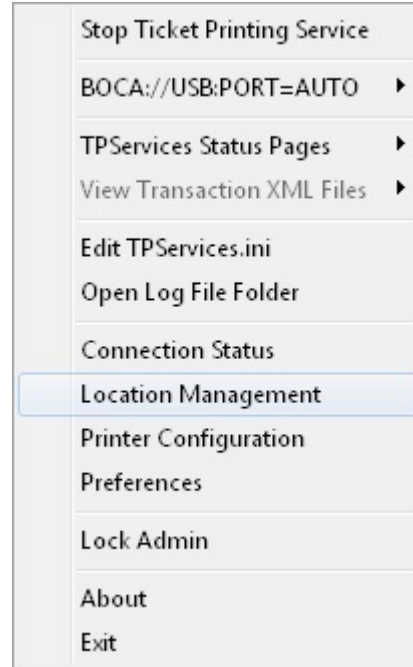 Stop Ticket Printing Service
BOCA://USB:PORT=AUTO
TPServices Status Pages
View Transaction XML Files
Edit TPServices.ini
Open Log File Folder
Connection Status
Location Management
Printer Configuration
Preferences
Lock Admin
About
Exit